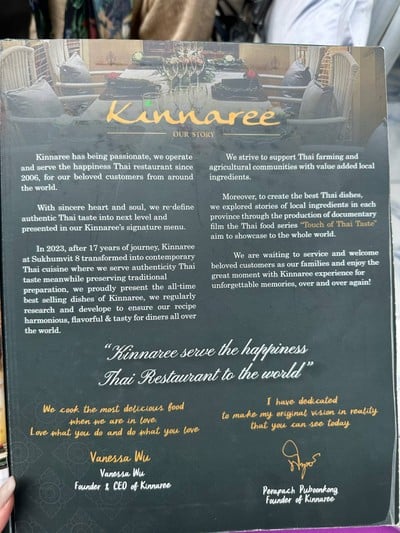 Kinnaree
OUR STORY
Kinnaree has being passionate, we operate
and serve the happiness Thai restaurant since
2006, for our beloved customers from around
the world.
With sincere heart and soul, we re-define
authentic Thai taste into next level and
presented in our Kinnaree's signature menu.
In 2023, after 17 years of journey, Kinnaree
at Sukhumvit 8 transformed into contemporary
Thai cuisine where we serve authenticity Thai
taste meanwhile preserving traditional
preparation, we proudly present the all-time
best selling dishes of Kinnaree, we regularly
research and develope to ensure our recipe
harmonious, flavorful & tasty for diners all over
the world.
We strive to support Thai farming and
agricultural communities with value added local
ingredients.
Moreover, to create the best Thai dishes,
we explored stories of local ingredients in each
province through the production of documentary
film the Thai food series "Touch of Thai Taste"
aim to showcase to the whole world.
We are waiting to service and welcome
beloved customers as our families and enjoy the
great moment with Kinnaree experience for
unforgettable memories, over and over again!
"Kinnaree serve the happiness
Thai Restaurant to the world"
We cook the most delicious food
when we are in love
Love what you do and do what you love
Vanessa Wu
Vanessa Wu
Founder & CEO of Kinnaree
I have dedicated
to make my original vision in reality
that you can see today
Perapach Puboonkong
Founder of Kinnaree